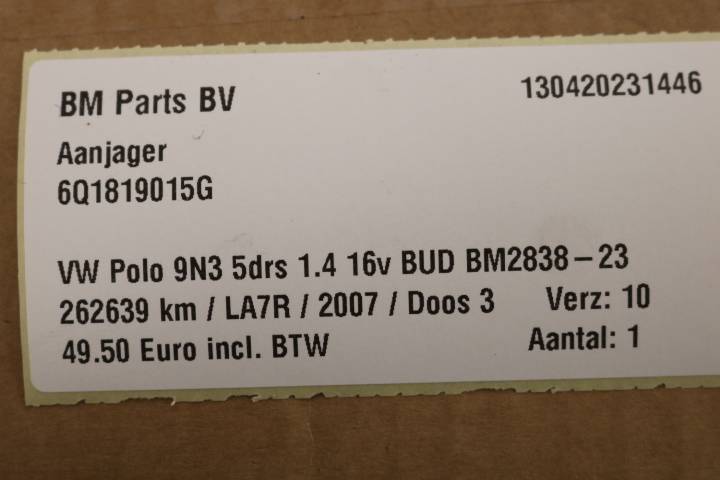 BM Parts BV 130420231446
Aanjager
6Q1819015G
VW Polo 9N3 5drs 1.4 16v BUD BM2838-23
262639 km / LA7R / 2007 / Doos 3 Verz: 10
49.50 Euro incl. BTW Aantal: 1